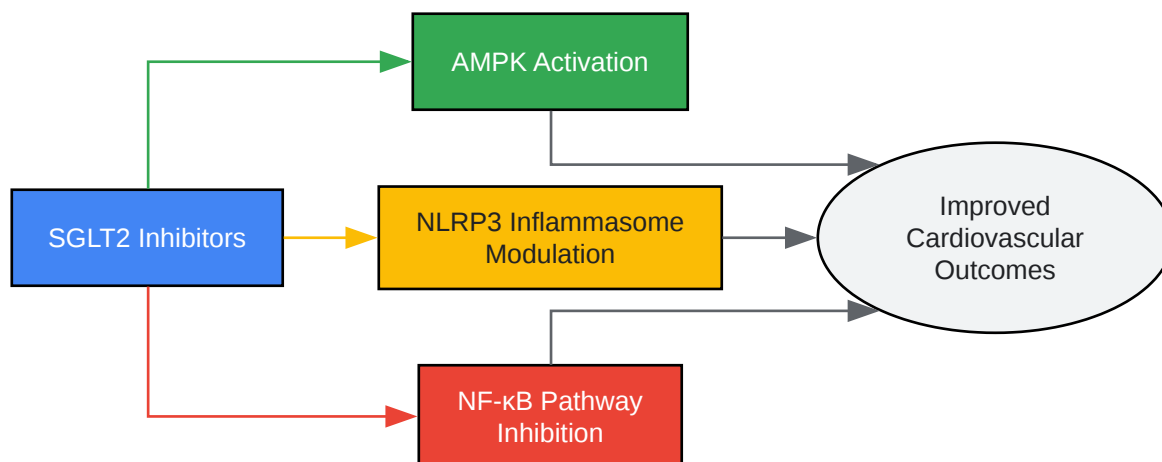 AMPK Activation
SGLT2 Inhibitors
NLRP3 Inflammasome
Modulation
Improved
Cardiovascular
Outcomes
NF-κB Pathway
Inhibition